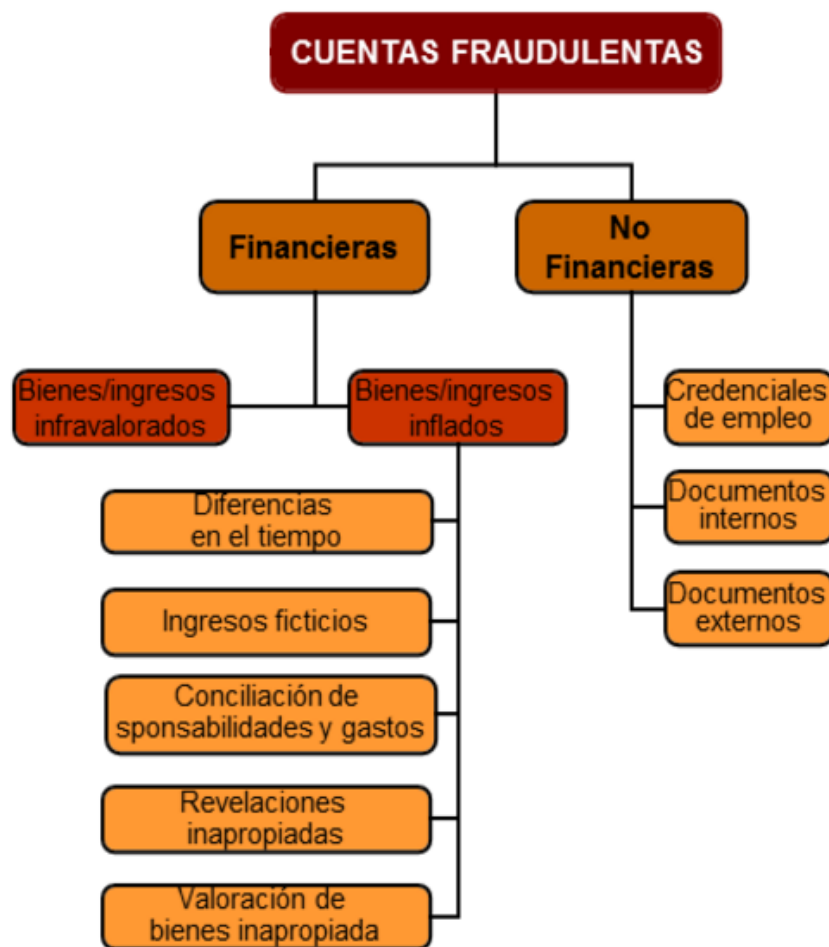 CUENTAS FRAUDULENTAS
Financieras
No
Financieras
Bienes/ingresos
infravalorados
Bienes/ingresos
inflados
Diferencias
en el tiempo
Ingresos ficticios
Conciliación de
sponsabilidades y gastos
Revelaciones
inapropiadas
Valoración de
bienes inapropiada
Credenciales
de empleo
Documentos
internos
Documentos
externos